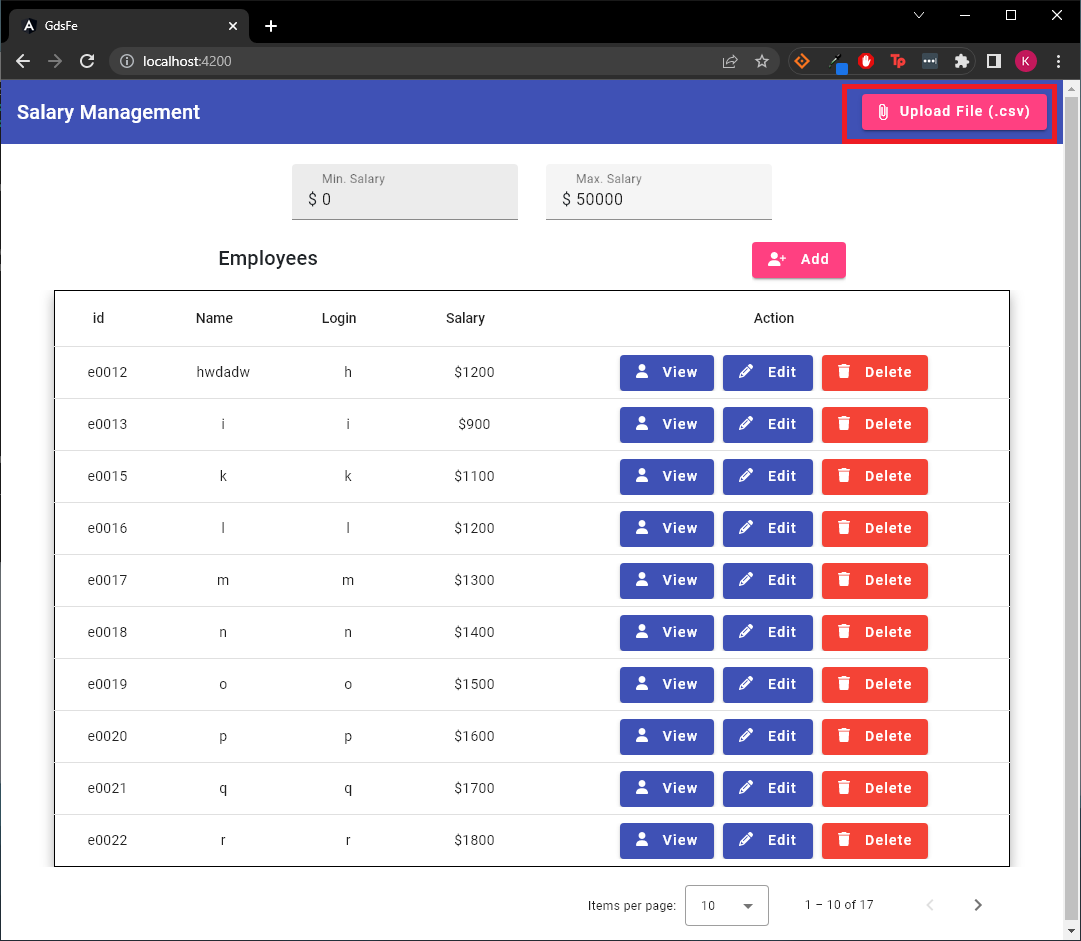 GdsFe
localhost:4200
Tp
K
Salary Management
Upload File (.csv)
Min. Salary
Max. Salary
$ 0
$ 50000
Employees
Add
id Name Login Salary Action
e0012 hwdadw h $1200 View Edit Delete
e0013 i i $900 View Edit Delete
e0015 k k $1100 View Edit Delete
e0016 l l $1200 View Edit Delete
e0017 m m $1300 View Edit Delete
e0018 n n $1400 View Edit Delete
e0019 o o $1500 View Edit Delete
e0020 p p $1600 View Edit Delete
e0021 q q $1700 View Edit Delete
e0022 r r $1800 View Edit Delete
Items per page: 10 1 – 10 of 17